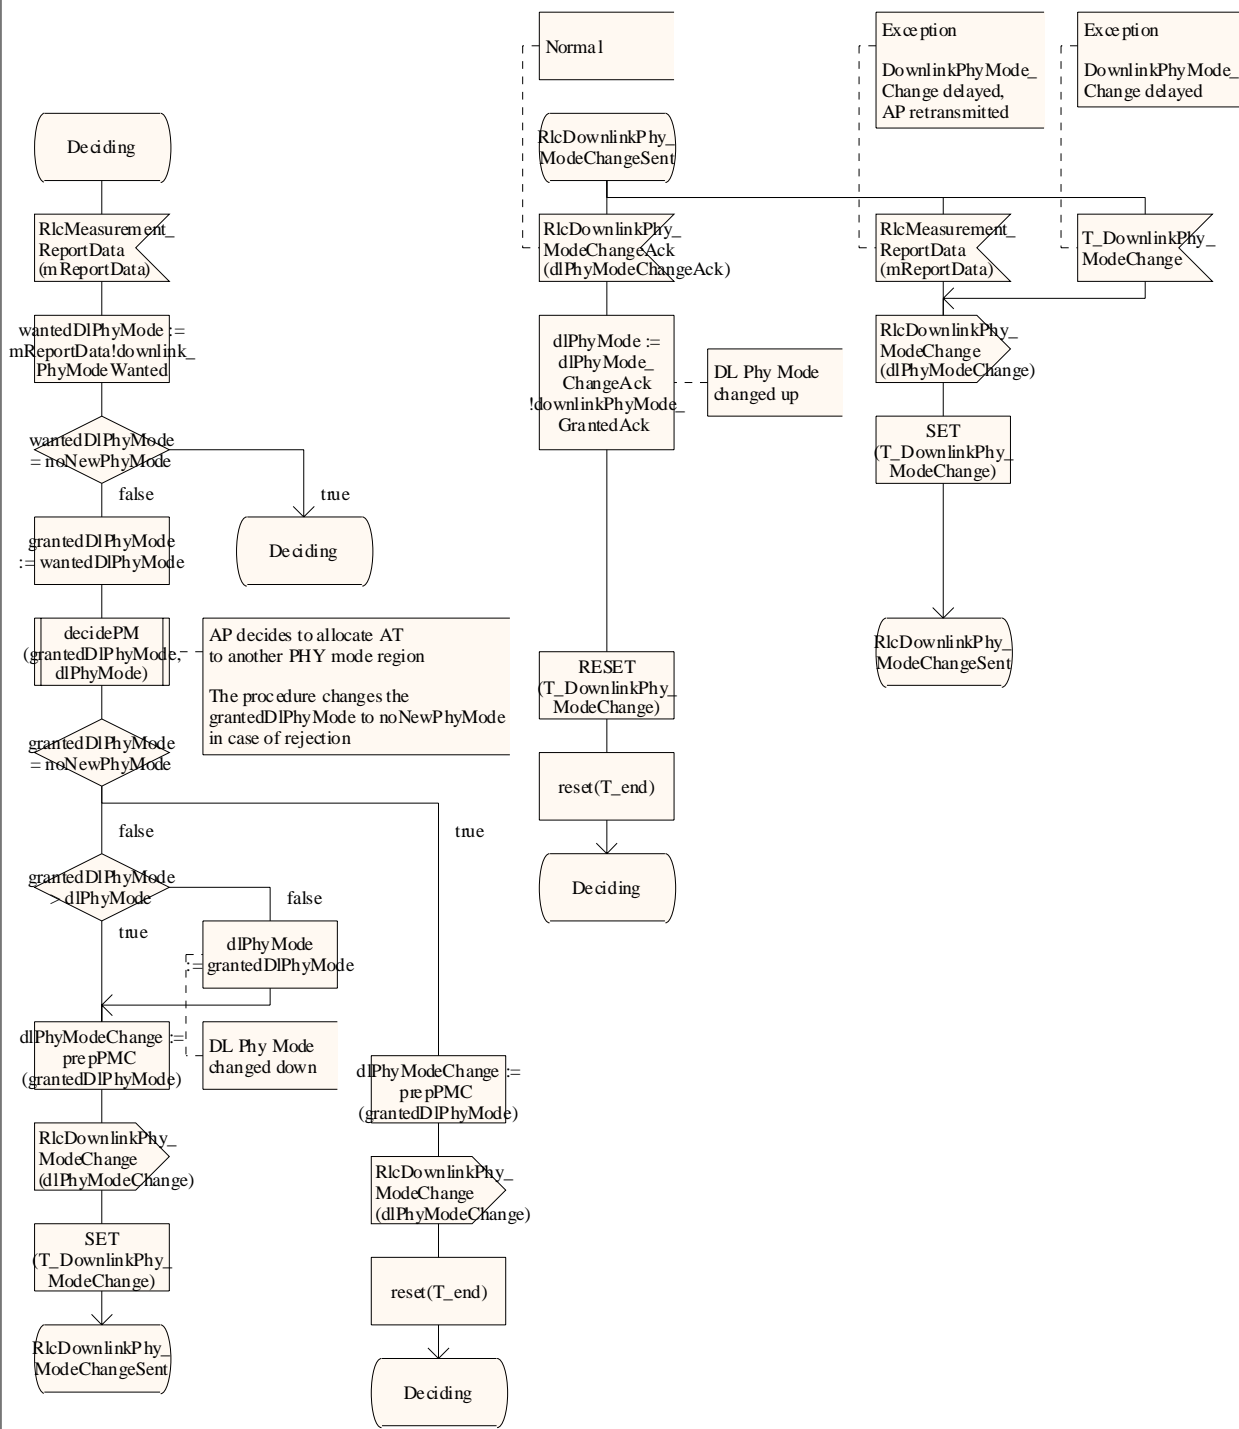 Deciding
RlcMeasurement_
ReportData
(mReportData)
wantedDlPhyMode :=
mReportData!downlink_
PhyModeWanted
wantedDlPhyMode
= noNewPhyMode
false
true
grantedDlPhyMode
:= wantedDlPhyMode
Deciding
decidePM
(grantedDlPhyMode,
dlPhyMode)
AP decides to allocate AT
to another PHY mode region
The procedure changes the
grantedDlPhyMode to noNewPhyMode
in case of rejection
grantedDlPhyMode
= noNewPhyMode
false
true
grantedDlPhyMode
> dlPhyMode
false
true
dlPhyMode
:= grantedDlPhyMode
dlPhyModeChange :=
prepPMC
(grantedDlPhyMode)
DL Phy Mode
changed down
RlcDownlinkPhy_
ModeChange
(dlPhyModeChange)
SET
(T_DownlinkPhy_
ModeChange)
RlcDownlinkPhy_
ModeChangeSent
dlPhyModeChange :=
prepPMC
(grantedDlPhyMode)
RlcDownlinkPhy_
ModeChange
(dlPhyModeChange)
reset(T_end)
Deciding
Normal
RlcDownlinkPhy_
ModeChangeSent
RlcDownlinkPhy_
ModeChangeAck
(dlPhyModeChangeAck)
dlPhyMode :=
dlPhyMode_
ChangeAck
!downlinkPhyMode_
GrantedAck
DL Phy Mode
changed up
RESET
(T_DownlinkPhy_
ModeChange)
reset(T_end)
Deciding
Exception
DownlinkPhyMode_
Change delayed,
AP retransmitted
RlcMeasurement_
ReportData
(mReportData)
RlcDownlinkPhy_
ModeChange
(dlPhyModeChange)
SET
(T_DownlinkPhy_
ModeChange)
RlcDownlinkPhy_
ModeChangeSent
Exception
DownlinkPhyMode_
Change delayed
T_DownlinkPhy_
ModeChange